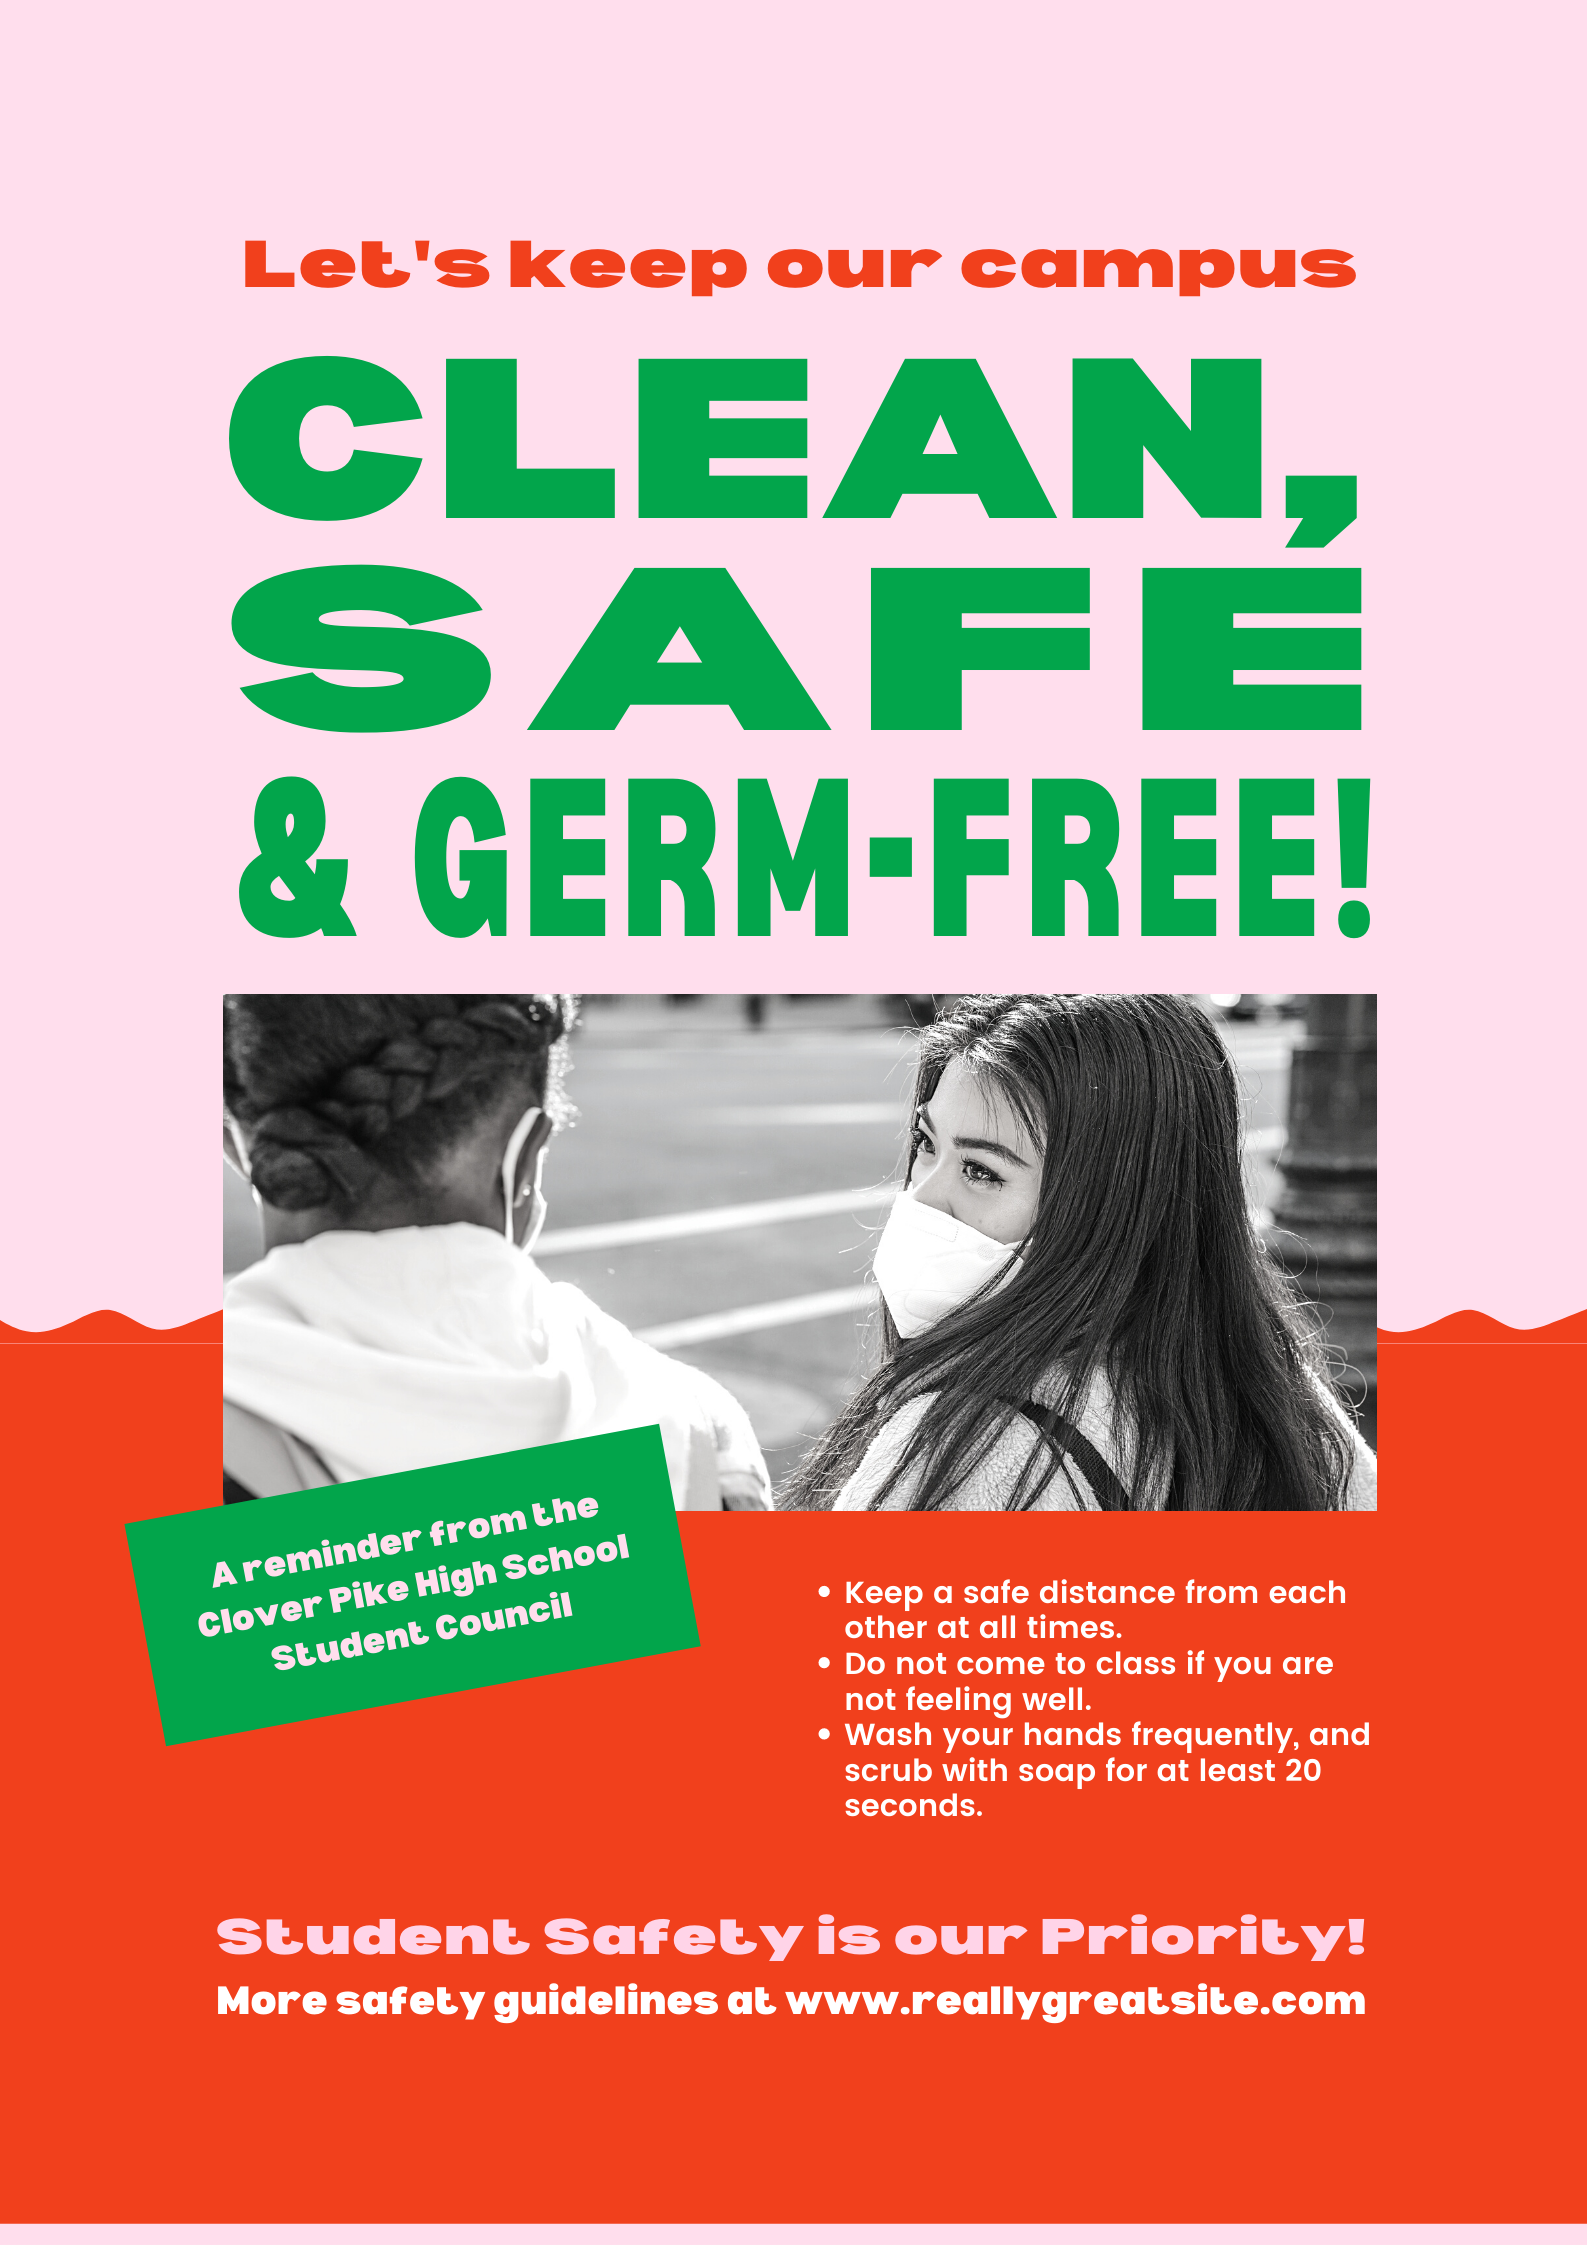 Let's keep our campus
CLEAN,
SAFE
& GERM-FREE!
A reminder from the
Clover Pike High School
Student Council
• Keep a safe distance from each
other at all times.
• Do not come to class if you are
not feeling well.
• Wash your hands frequently, and
scrub with soap for at least 20
seconds.
Student Safety is our Priority!
More safety guidelines at www.reallygreatsite.com